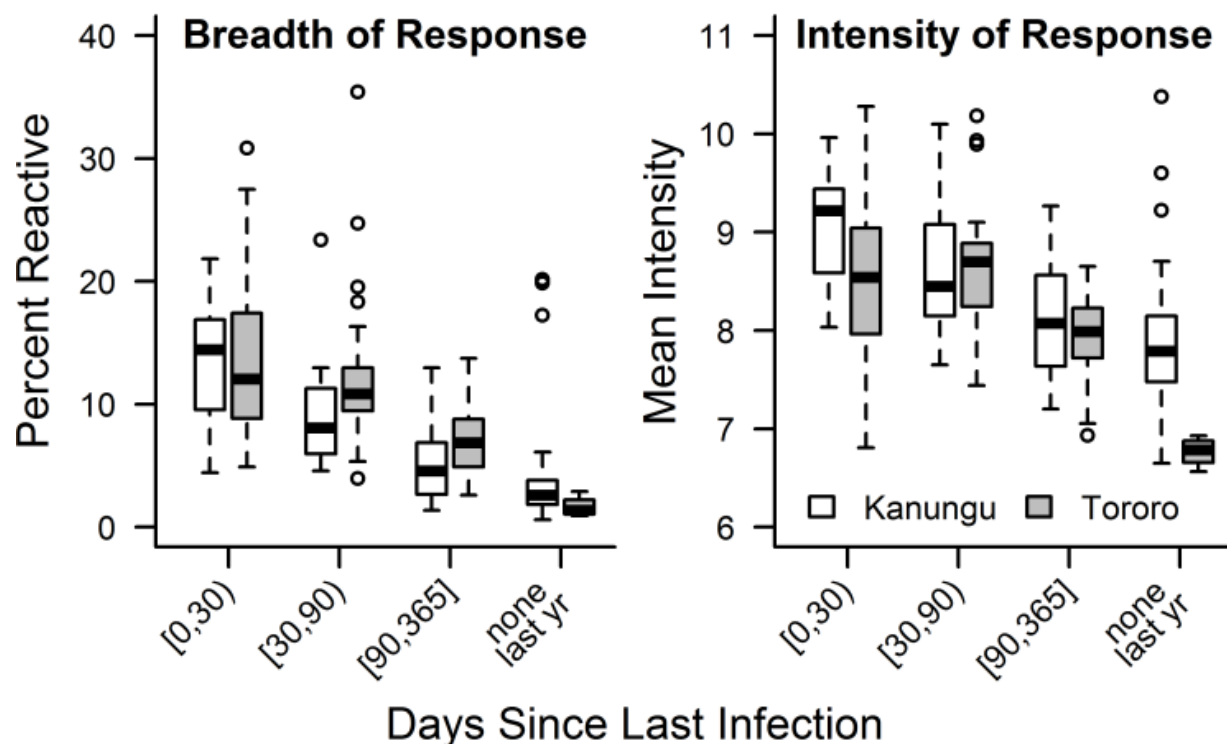 Breadth of Response
Percent Reactive
40
30
20
10
0
[0,30)
[30,90)
[90,365]
none
last yr
Intensity of Response
Mean Intensity
11
10
9
8
7
6
Kanungu
Tororo
[0,30)
[30,90)
[90,365]
none
last yr
Days Since Last Infection